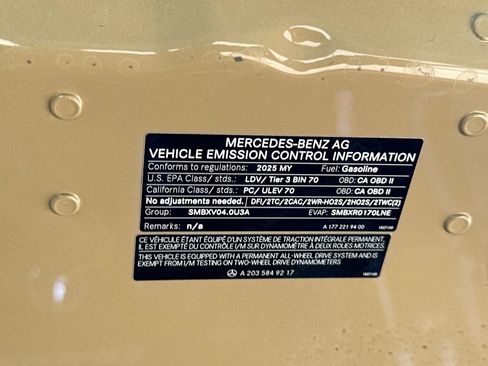 MERCEDES-BENZ AG
VEHICLE EMISSION CONTROL INFORMATION
Conforms to regulations: 2025 MY Fuel: Gasoline
U.S. EPA Class/ stds.: LDV/ Tier 3 BIN 70 OBD: CA OBD II
California Class/ stds.: PC/ ULEV 70 OBD: CA OBD II
No adjustments needed. DFI/2TC/2CAC/2WR-HO2S/2HO2S/2TWC(2)
Group: SMBXV04.0U3A EVAP: SMBXR0170LNE
Remarks: n/a A 177 221 94 00
CE VÉHICULE ÉTANT ÉQUIPÉ D'UN SYSTÈME DE TRACTION INTÉGRALE PERMANENT,
IL EST EXEMPTÉ DU CONTRÔLE I/M SUR DYNAMOMÈTRE À DEUX ROUES MOTRICES.
THIS VEHICLE IS EQUIPPED WITH A PERMANENT ALL-WHEEL DRIVE SYSTEM AND IS
EXEMPT FROM I/M TESTING ON TWO-WHEEL DRIVE DYNAMOMETERS.
A 203 584 92 17